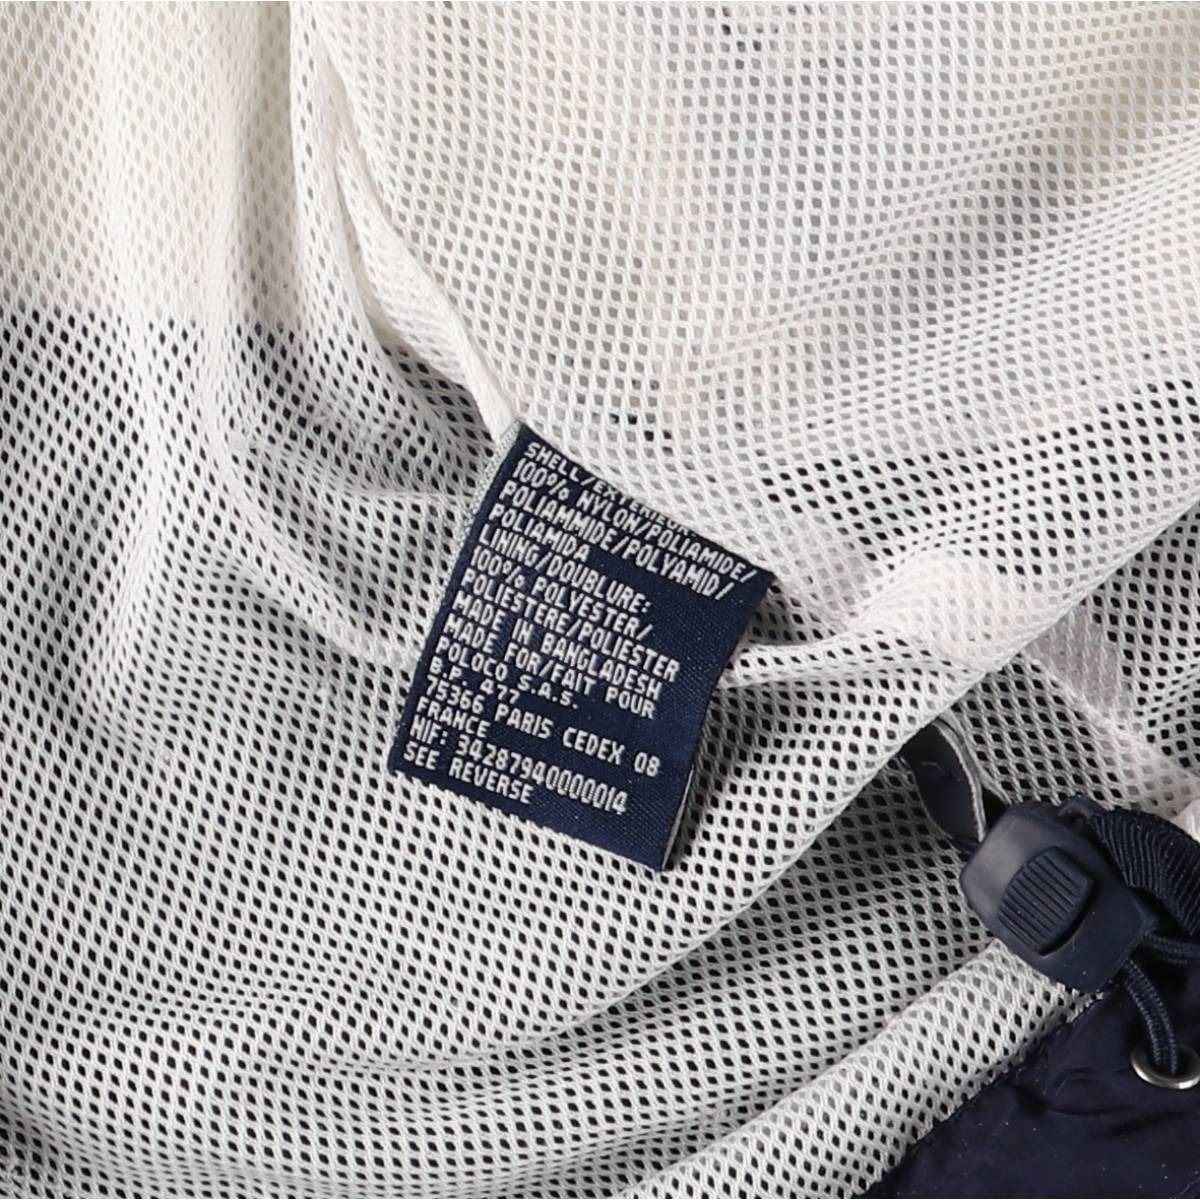 SHELL/EXTERIEUR:
100% NYLON/POLIAMIDE/
POLIAMMIDE/POLYAMID/
POLIAMIDA
LINING/DOUBLURE:
100% POLYESTER/
POLIESTERE/POLIESTER
MADE IN BANGLADESH
MADE FOR/FAIT POUR
POLOCO S.A.S.
B.P. 477
75366 PARIS CEDEX 08
FRANCE
NIF: 34287940000014
SEE REVERSE